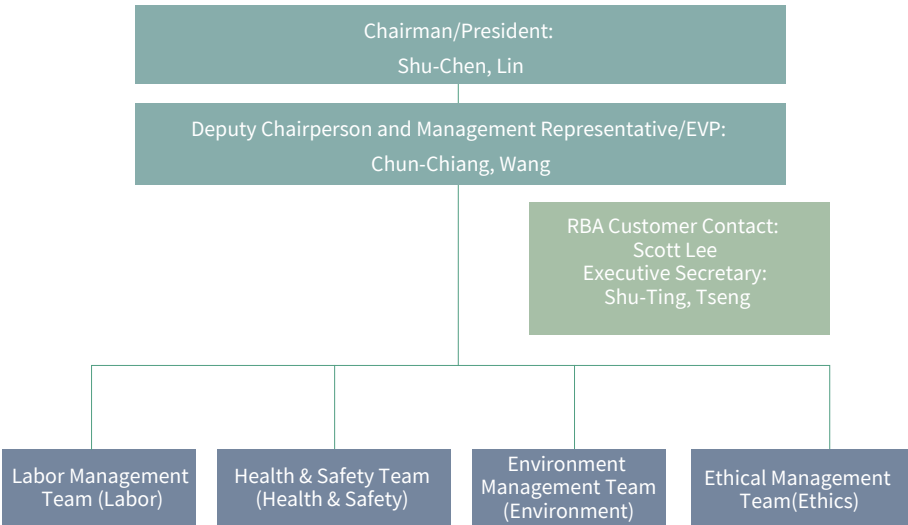 Chairman/President:
Shu-Chen, Lin
Deputy Chairperson and Management Representative/EVP:
Chun-Chiang, Wang
RBA Customer Contact:
Scott Lee
Executive Secretary:
Shu-Ting, Tseng
Labor Management
Team (Labor)
Health & Safety Team
(Health & Safety)
Environment
Management Team
(Environment)
Ethical Management
Team(Ethics)